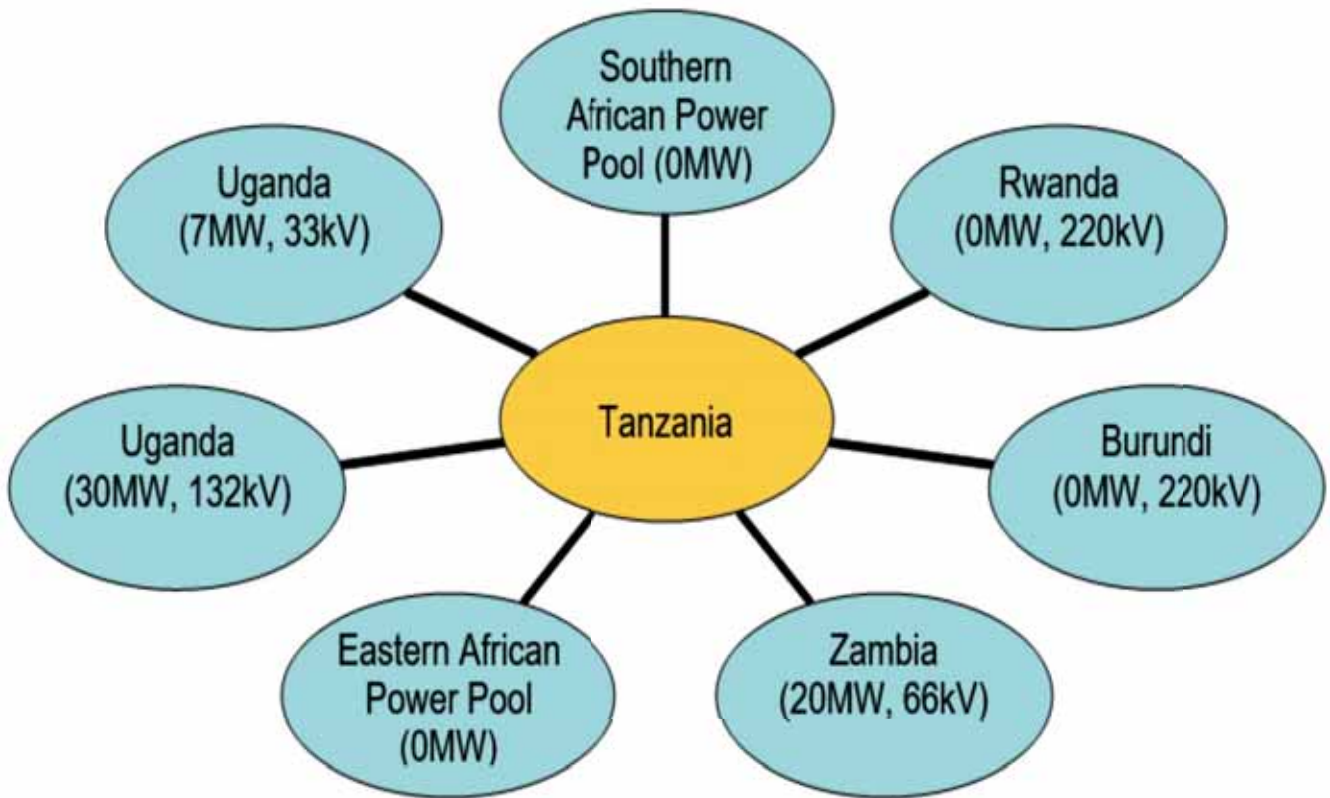 Southern
African Power
Pool (0MW)
Uganda
(7MW, 33kV)
Rwanda
(0MW, 220kV)
Tanzania
Uganda
(30MW, 132kV)
Burundi
(0MW, 220kV)
Eastern African
Power Pool
(0MW)
Zambia
(20MW, 66kV)